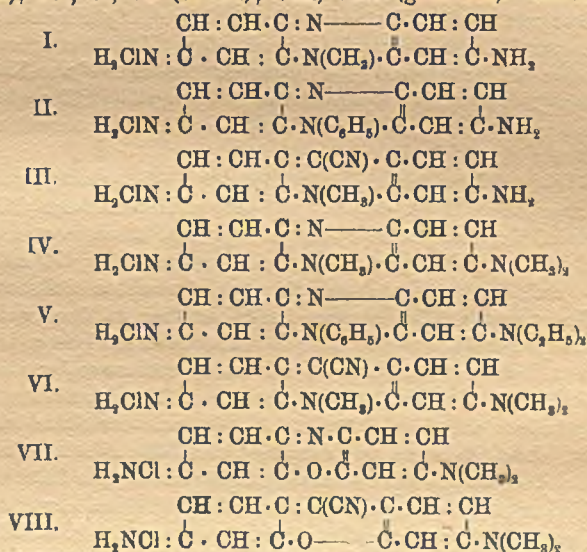 CH:CH·C:N——C·CH:CH
I.
H₂ClN:C·CH:C·N(CH₃)·C·CH:C·NH₂
CH:CH·C:N——C·CH:CH
II.
H₂ClN:C·CH:C·N(C₆H₅)·C·CH:C·NH₂
CH:CH·C:C(CN)·C·CH:CH
III.
H₂ClN:C·CH:C·N(CH₃)·C·CH:C·NH₂
CH:CH·C:N——C·CH:CH
IV.
H₂ClN:C·CH:C·N(CH₃)·C·CH:C·N(CH₃)₂
CH:CH·C:N——C·CH:CH
V.
H₂ClN:C·CH:C·N(C₆H₅)·C·CH:C·N(C₂H₅)₂
CH:CH·C:C(CN)·C·CH:CH
VI.
H₂ClN:C·CH:C·N(CH₃)·C·CH:C·N(CH₃)₂
CH:CH·C:N·C·CH:CH
VII.
H₂NCl:C·CH:C·O·C·CH:C·N(CH₃)₂
CH:CH·C:C(CN)·C·CH:CH
VIII.
H₂NCl:C·CH:C·O——C·CH:C·N(CH₃)₂